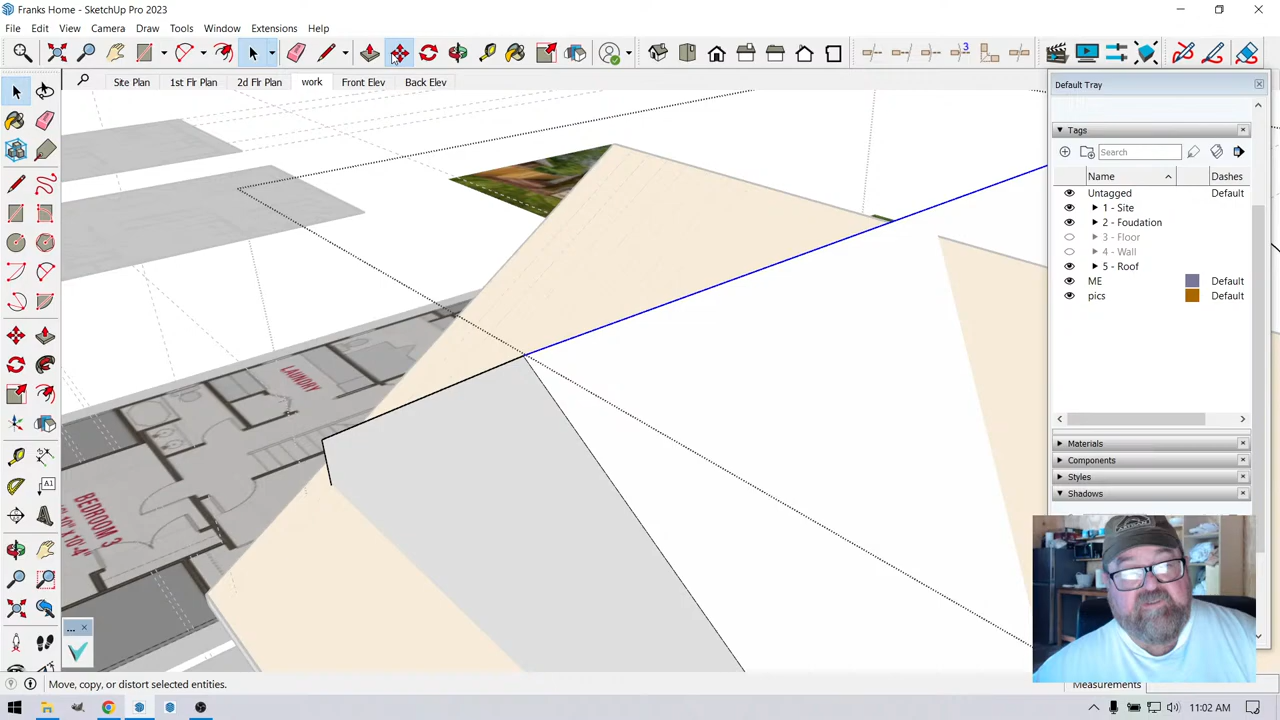 Franks Home - SketchUp Pro 2023
File Edit View Camera Draw Tools Window Extensions Help
3
Site Plan 1st Flr Plan 2d Flr Plan work Front Elev Back Elev
Default Tray
Tags
Search
Name Dashes
Untagged Default
1 - Site
2 - Foudation
3 - Floor
4 - Wall
5 - Roof
ME Default
pics Default
Materials
Components
Styles
Shadows
LAUNDRY
BEDROOM 3
A1
...
Move, copy, or distort selected entities.
Measurements
11:02 AM